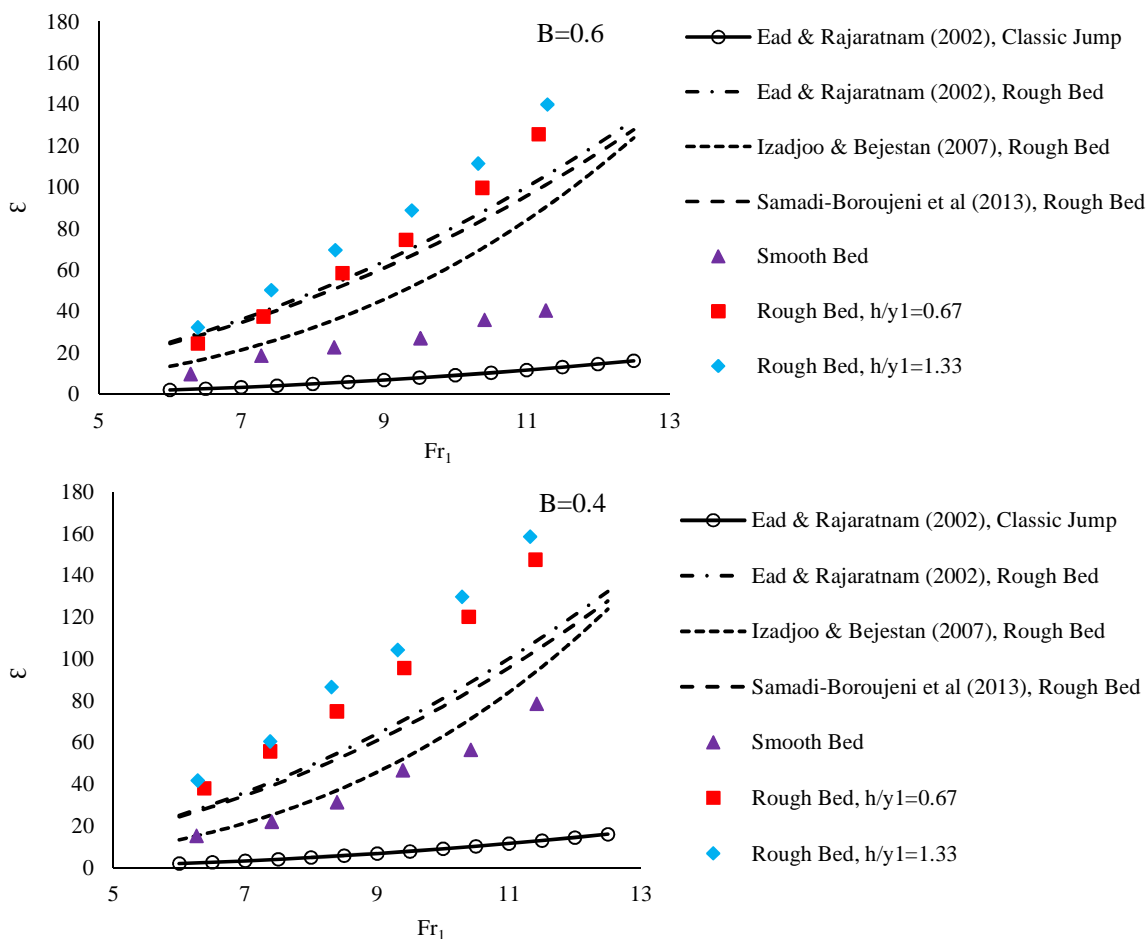 B=0.6
180
160
140
120
100
80
60
40
20
0
ε
5 7 9 11 13
Fr1
Ead & Rajaratnam (2002), Classic Jump
Ead & Rajaratnam (2002), Rough Bed
Izadjoo & Bejestan (2007), Rough Bed
Samadi-Boroujeni et al (2013), Rough Bed
Smooth Bed
Rough Bed, h/y1=0.67
Rough Bed, h/y1=1.33
B=0.4
180
160
140
120
100
80
60
40
20
0
ε
5 7 9 11 13
Fr1
Ead & Rajaratnam (2002), Classic Jump
Ead & Rajaratnam (2002), Rough Bed
Izadjoo & Bejestan (2007), Rough Bed
Samadi-Boroujeni et al (2013), Rough Bed
Smooth Bed
Rough Bed, h/y1=0.67
Rough Bed, h/y1=1.33